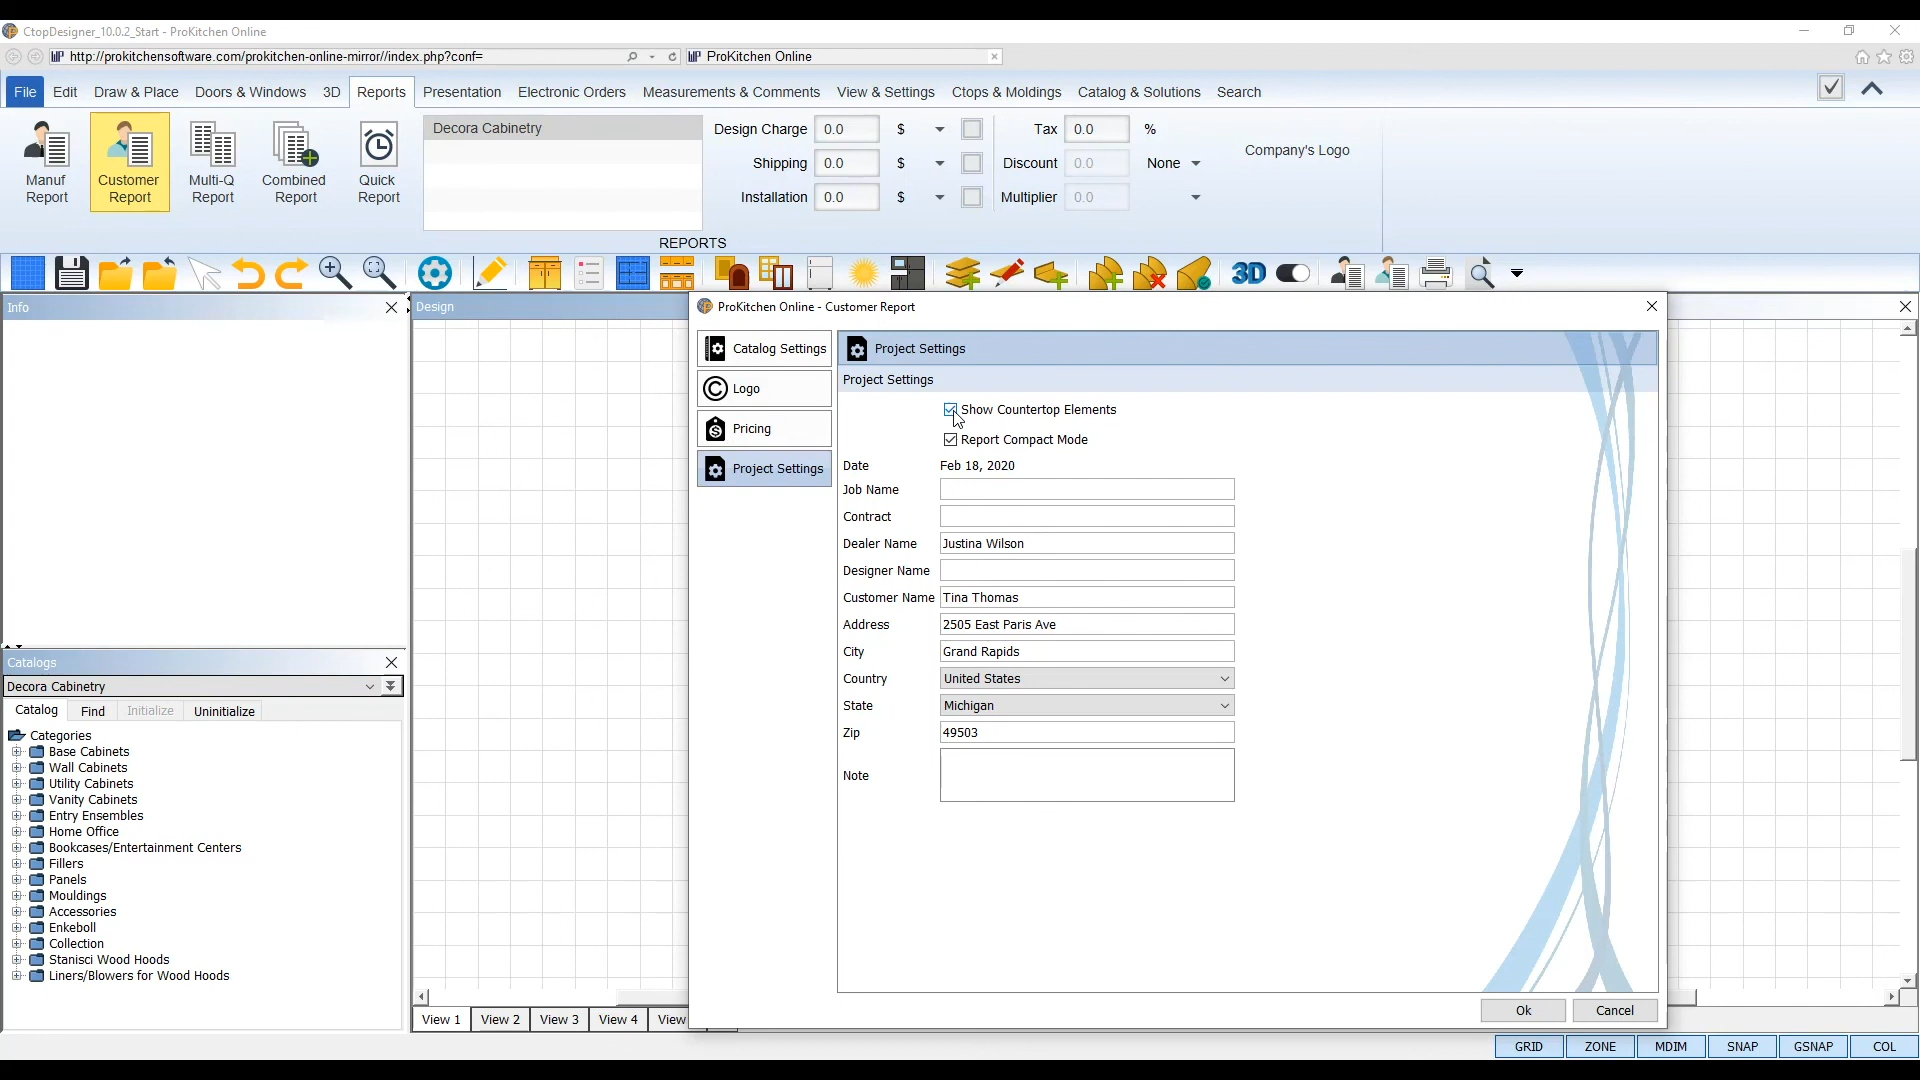 CtopDesigner_10.0.2_Start - ProKitchen Online
http://prokitchensoftware.com/prokitchen-online-mirror//index.php?conf=
ProKitchen Online
File Edit Draw & Place Doors & Windows 3D Reports Presentation Electronic Orders Measurements & Comments View & Settings Ctops & Moldings Catalog & Solutions Search
Manuf Report
Customer Report
Multi-Q Report
Combined Report
Quick Report
Decora Cabinetry
Design Charge 0.0 $
Shipping 0.0 $
Installation 0.0 $
Tax 0.0 %
Discount 0.0 None
Multiplier 0.0
Company's Logo
REPORTS
3D
Info
Design
Catalogs
Decora Cabinetry
Catalog Find Initialize Uninitialize
Categories
Base Cabinets
Wall Cabinets
Utility Cabinets
Vanity Cabinets
Entry Ensembles
Home Office
Bookcases/Entertainment Centers
Fillers
Panels
Mouldings
Accessories
Enkeboll
Collection
Stanisci Wood Hoods
Liners/Blowers for Wood Hoods
ProKitchen Online - Customer Report
Catalog Settings
Logo
Pricing
Project Settings
Project Settings
Project Settings
Show Countertop Elements
Report Compact Mode
Date Feb 18, 2020
Job Name
Contract
Dealer Name Justina Wilson
Designer Name
Customer Name Tina Thomas
Address 2505 East Paris Ave
City Grand Rapids
Country United States
State Michigan
Zip 49503
Note
Ok Cancel
View 1 View 2 View 3 View 4 View
GRID ZONE MDIM SNAP GSNAP COL